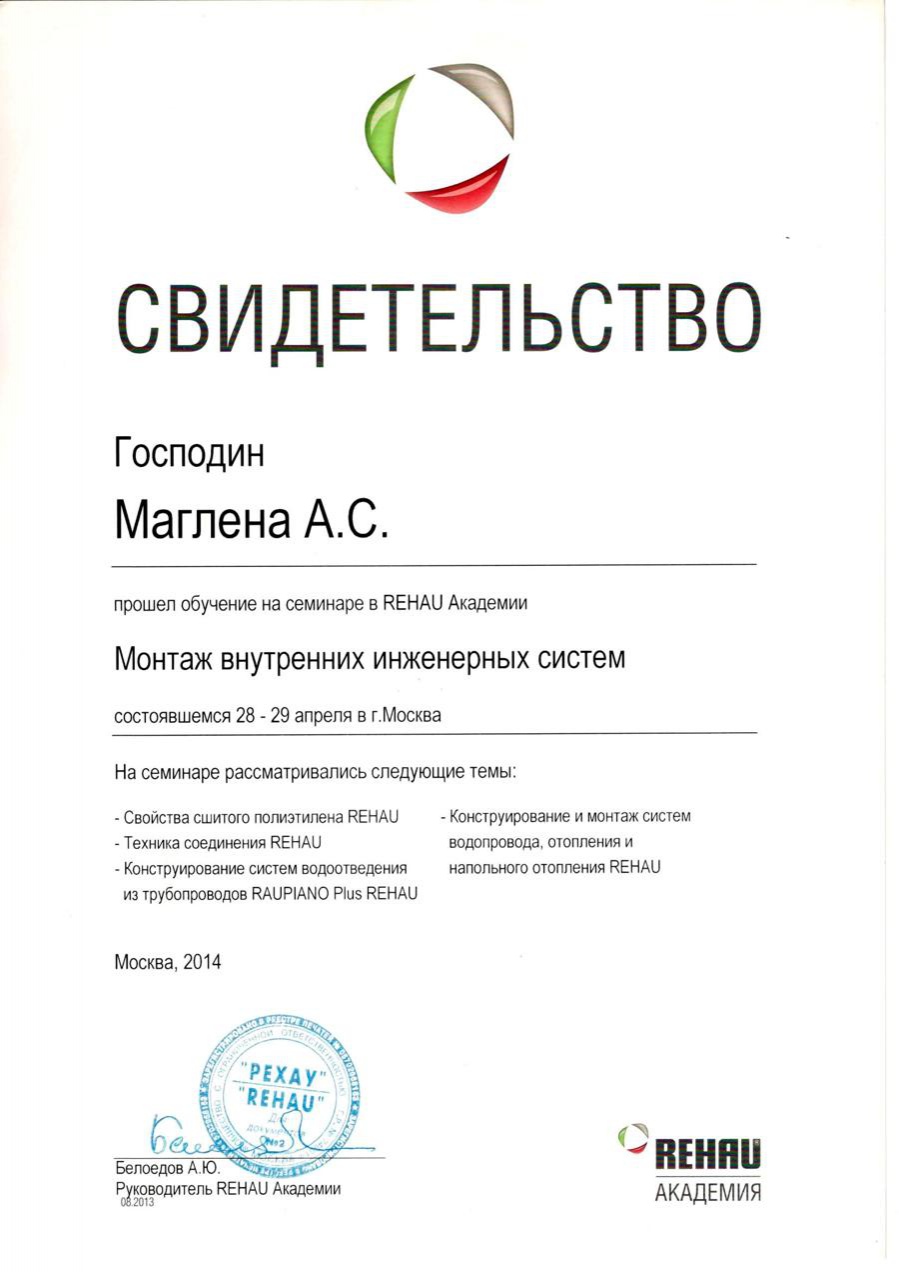 СВИДЕТЕЛЬСТВО
Господин
Маглена А.С.
прошел обучение на семинаре в REHAU Академии
Монтаж внутренних инженерных систем
состоявшемся 28 - 29 апреля в г.Москва
На семинаре рассматривались следующие темы:
- Свойства сшитого полиэтилена REHAU
- Техника соединения REHAU
- Конструирование систем водоотведения
из трубопроводов RAUPIANO Plus REHAU
- Конструирование и монтаж систем
водопровода, отопления и
напольного отопления REHAU
Москва, 2014
"РЕХАУ"
"REHAU"
Для
документов
№2
Белоедов А.Ю.
Руководитель REHAU Академии
08.2013
REHAU
АКАДЕМИЯ